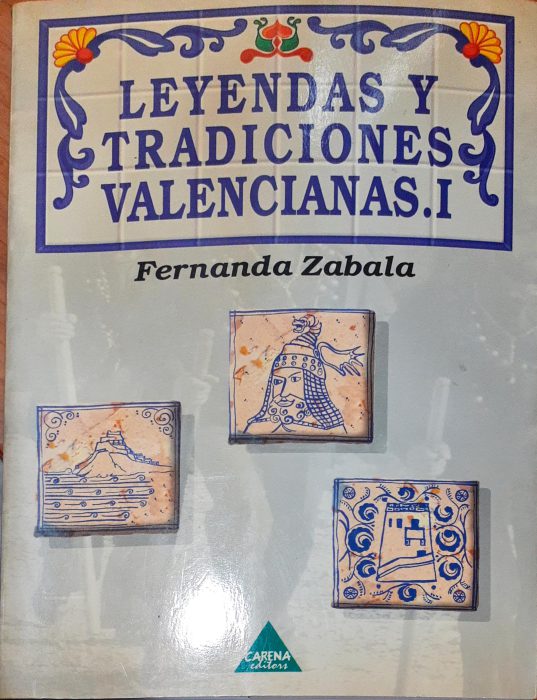 LEYENDAS Y
TRADICIONES
VALENCIANAS.I
Fernanda Zabala
CARENA
editors